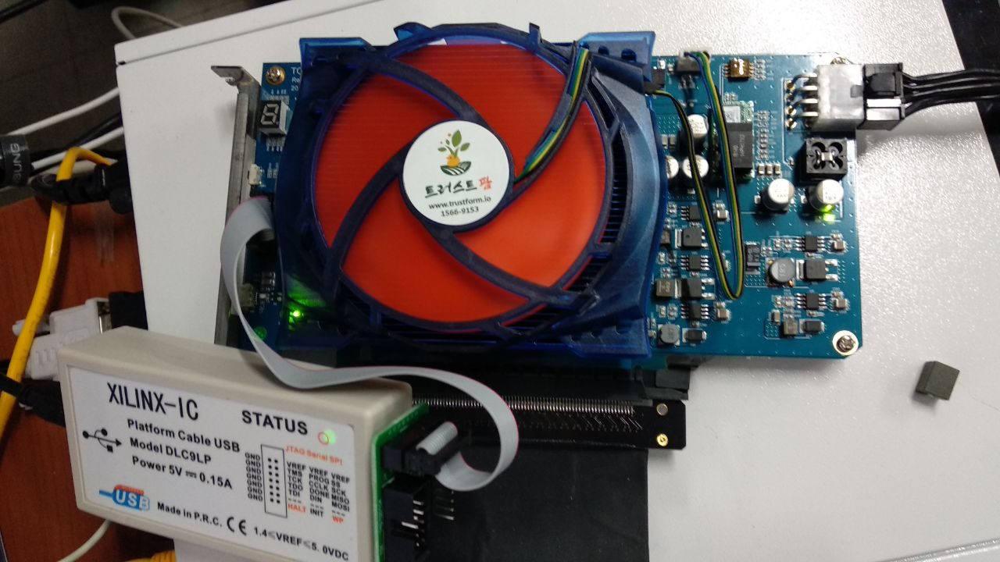 트러스트팜
www.trustfarm.io
1566-9153
XILINX-IC
STATUS
Platform Cable USB
Model DLC9LP
Power 5V ⎓ 0.15A
GND
GND
GND
GND
GND
GND
GND
JTAG Serial SPI
VREF VREF VREF
TMS PROG SS
TCK CCLK SCK
TDO DONE MISO
TDI DIN MOSI
--- --- ---
HALT INIT WP
USB
Made in P.R.C. CE 1.4≤VREF≤5.0VDC